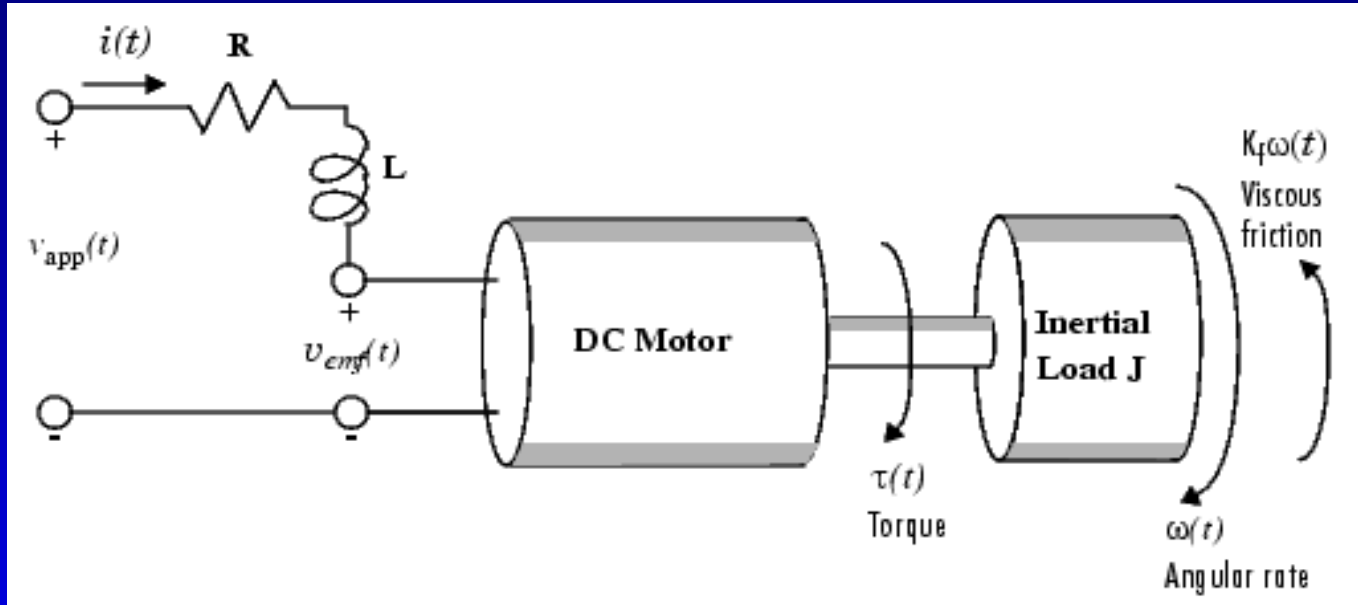 i(t)
R
+
L
v_app(t)
+
v_emf(t)
-
-
DC Motor
τ(t)
Torque
Inertial
Load J
K_fω(t)
Viscous
friction
ω(t)
Angular rate